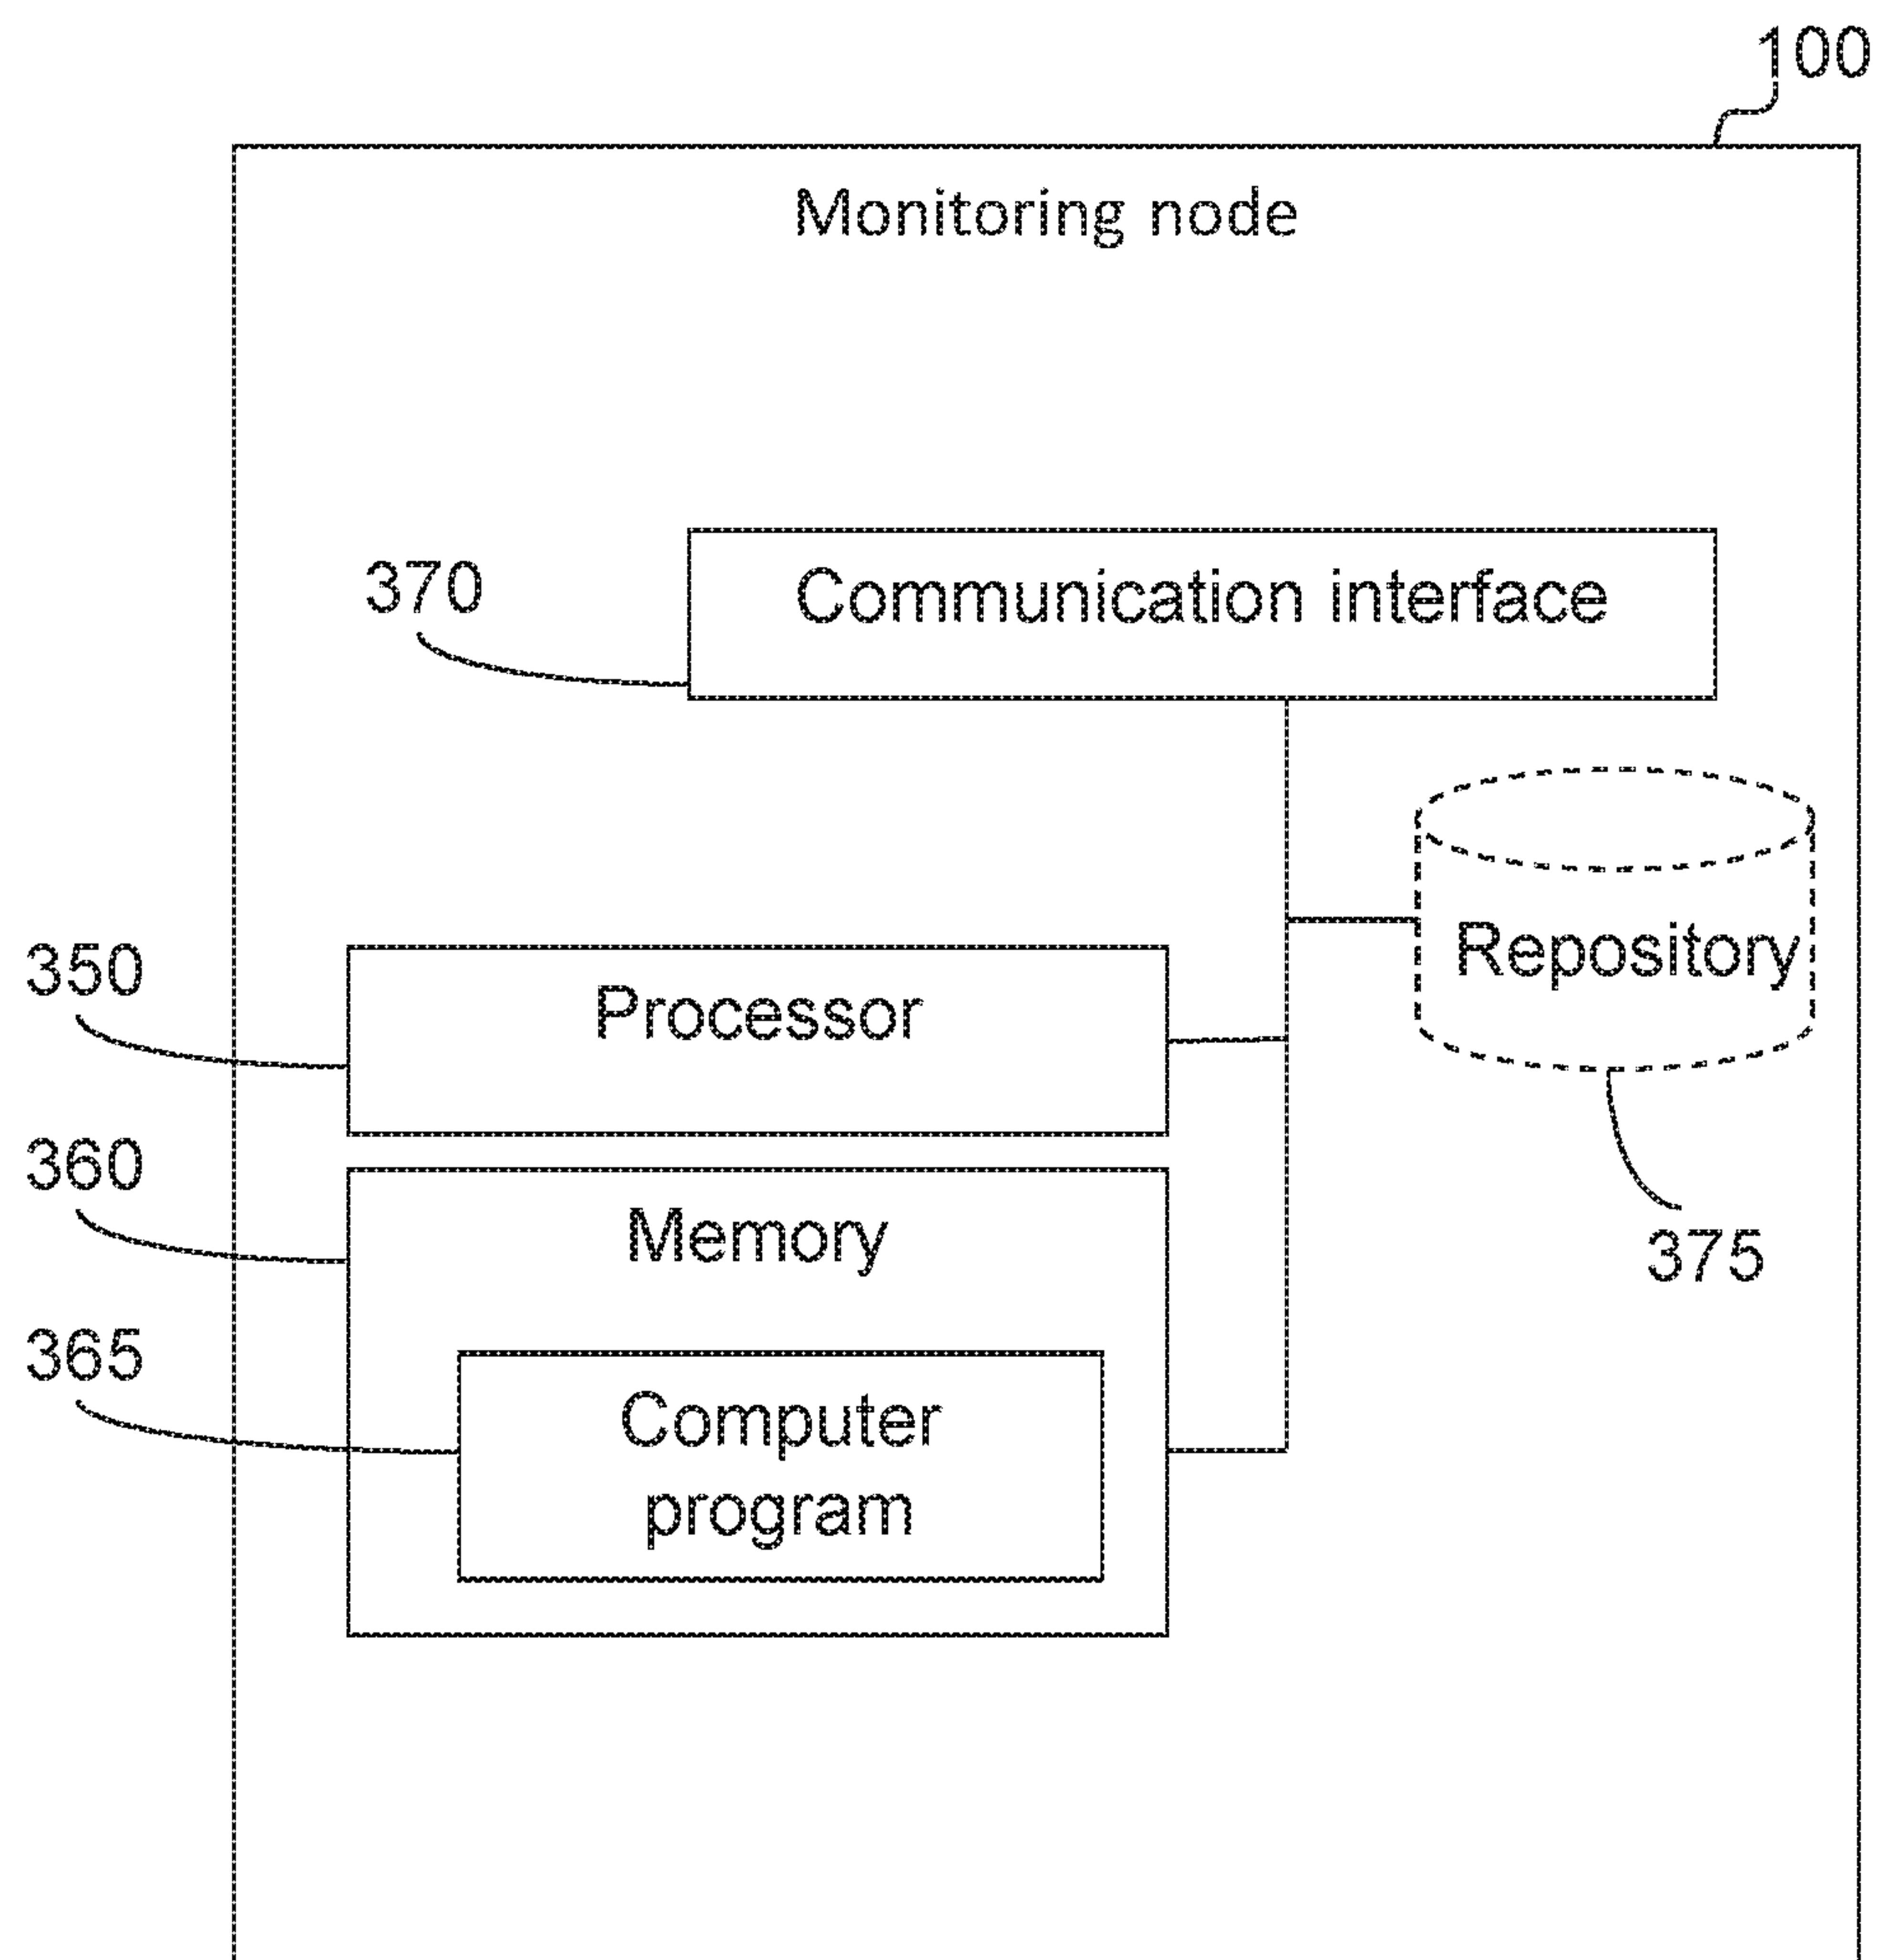 100
Monitoring node
370
Communication interface
350
Processor
Repository
360
Memory
375
365
Computer
program